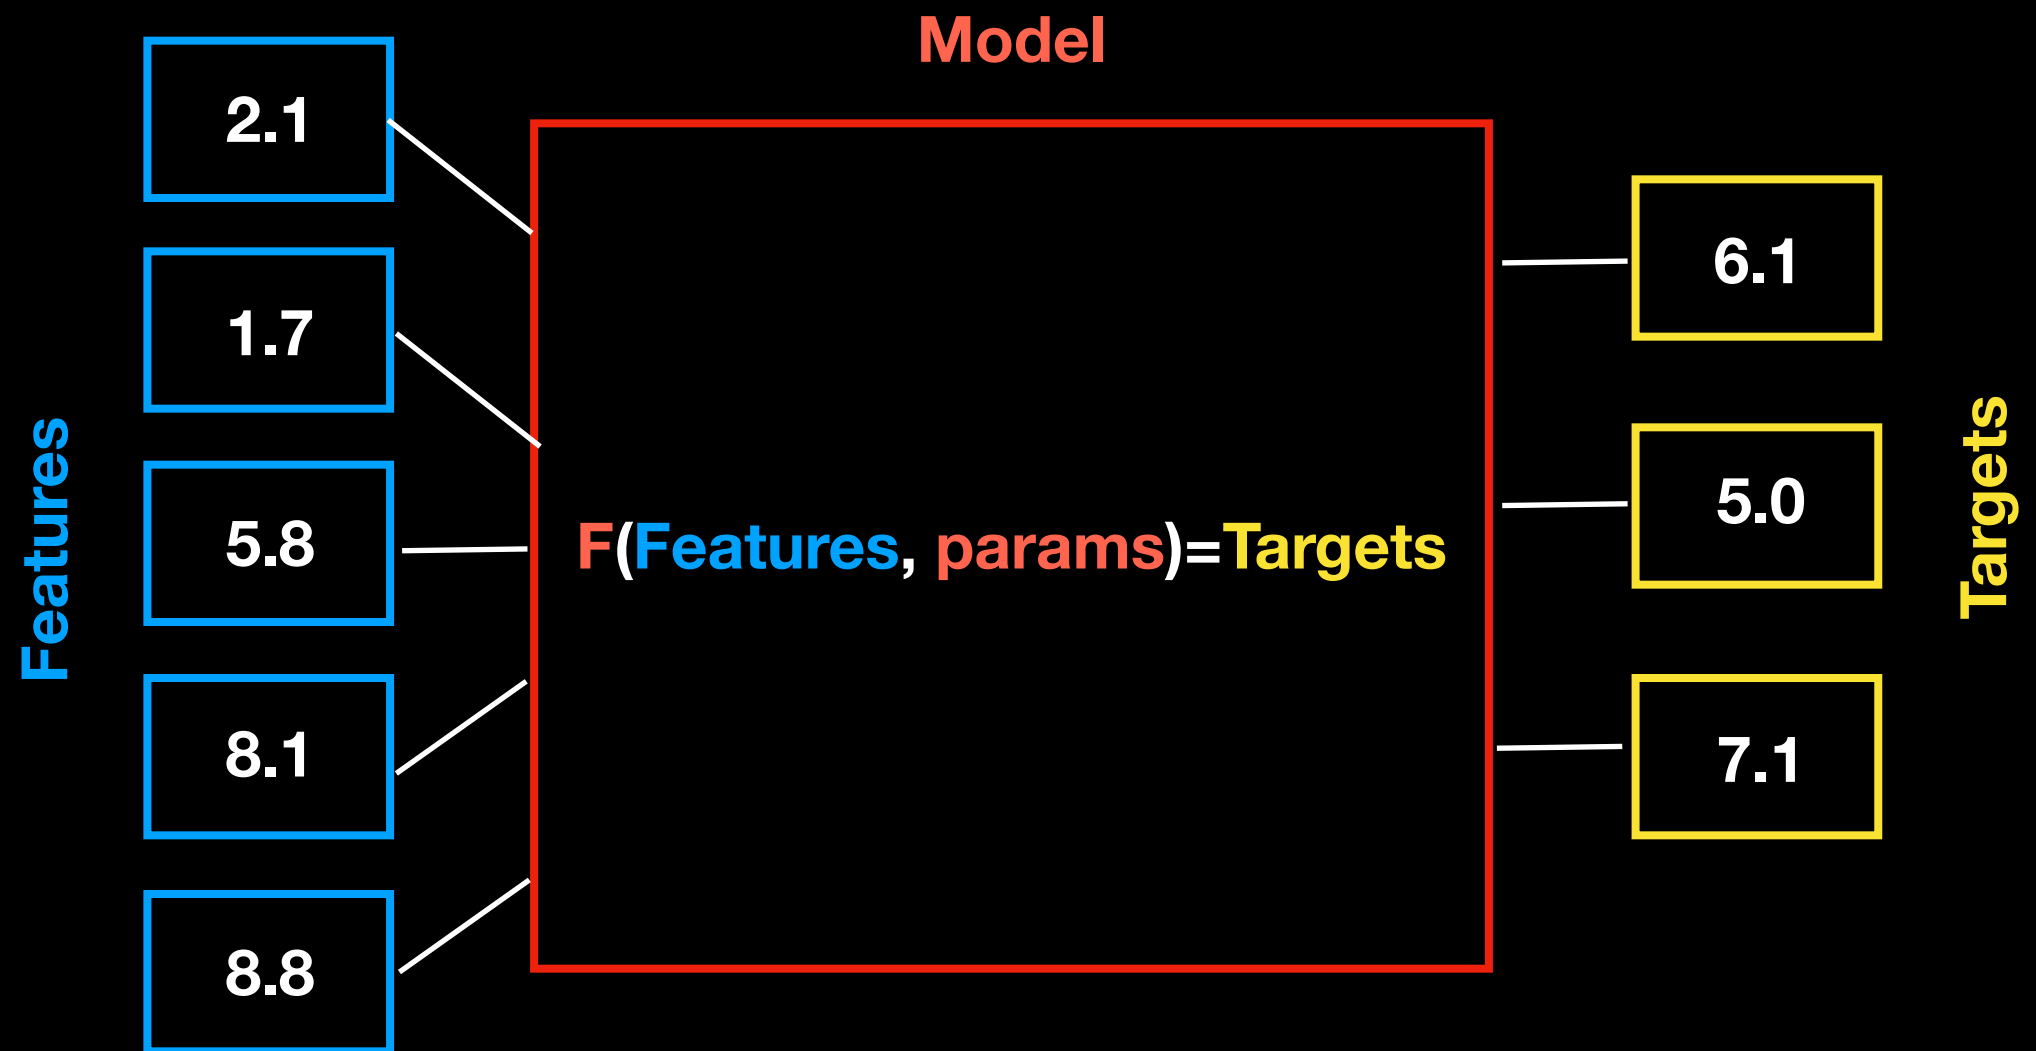 Model
Features
2.1
1.7
5.8
8.1
8.8
F(Features, params)=Targets
6.1
5.0
7.1
Targets